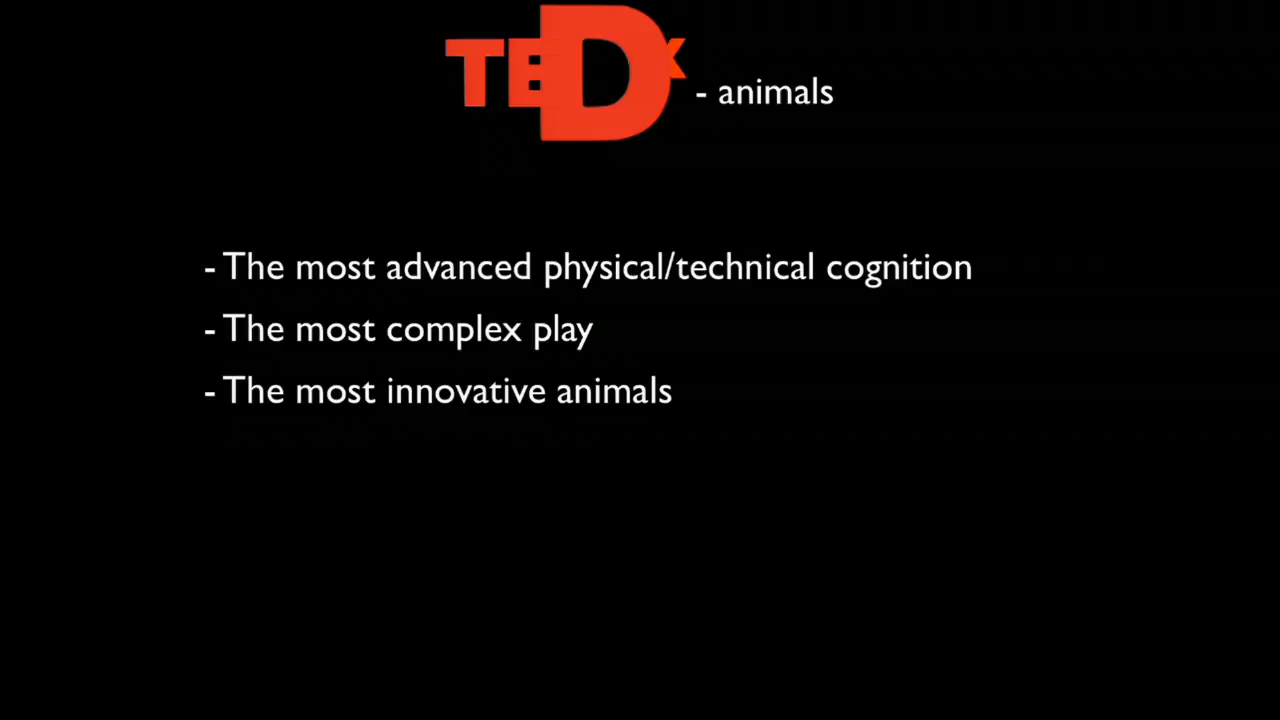 TEDx - animals
- The most advanced physical/technical cognition
- The most complex play
- The most innovative animals